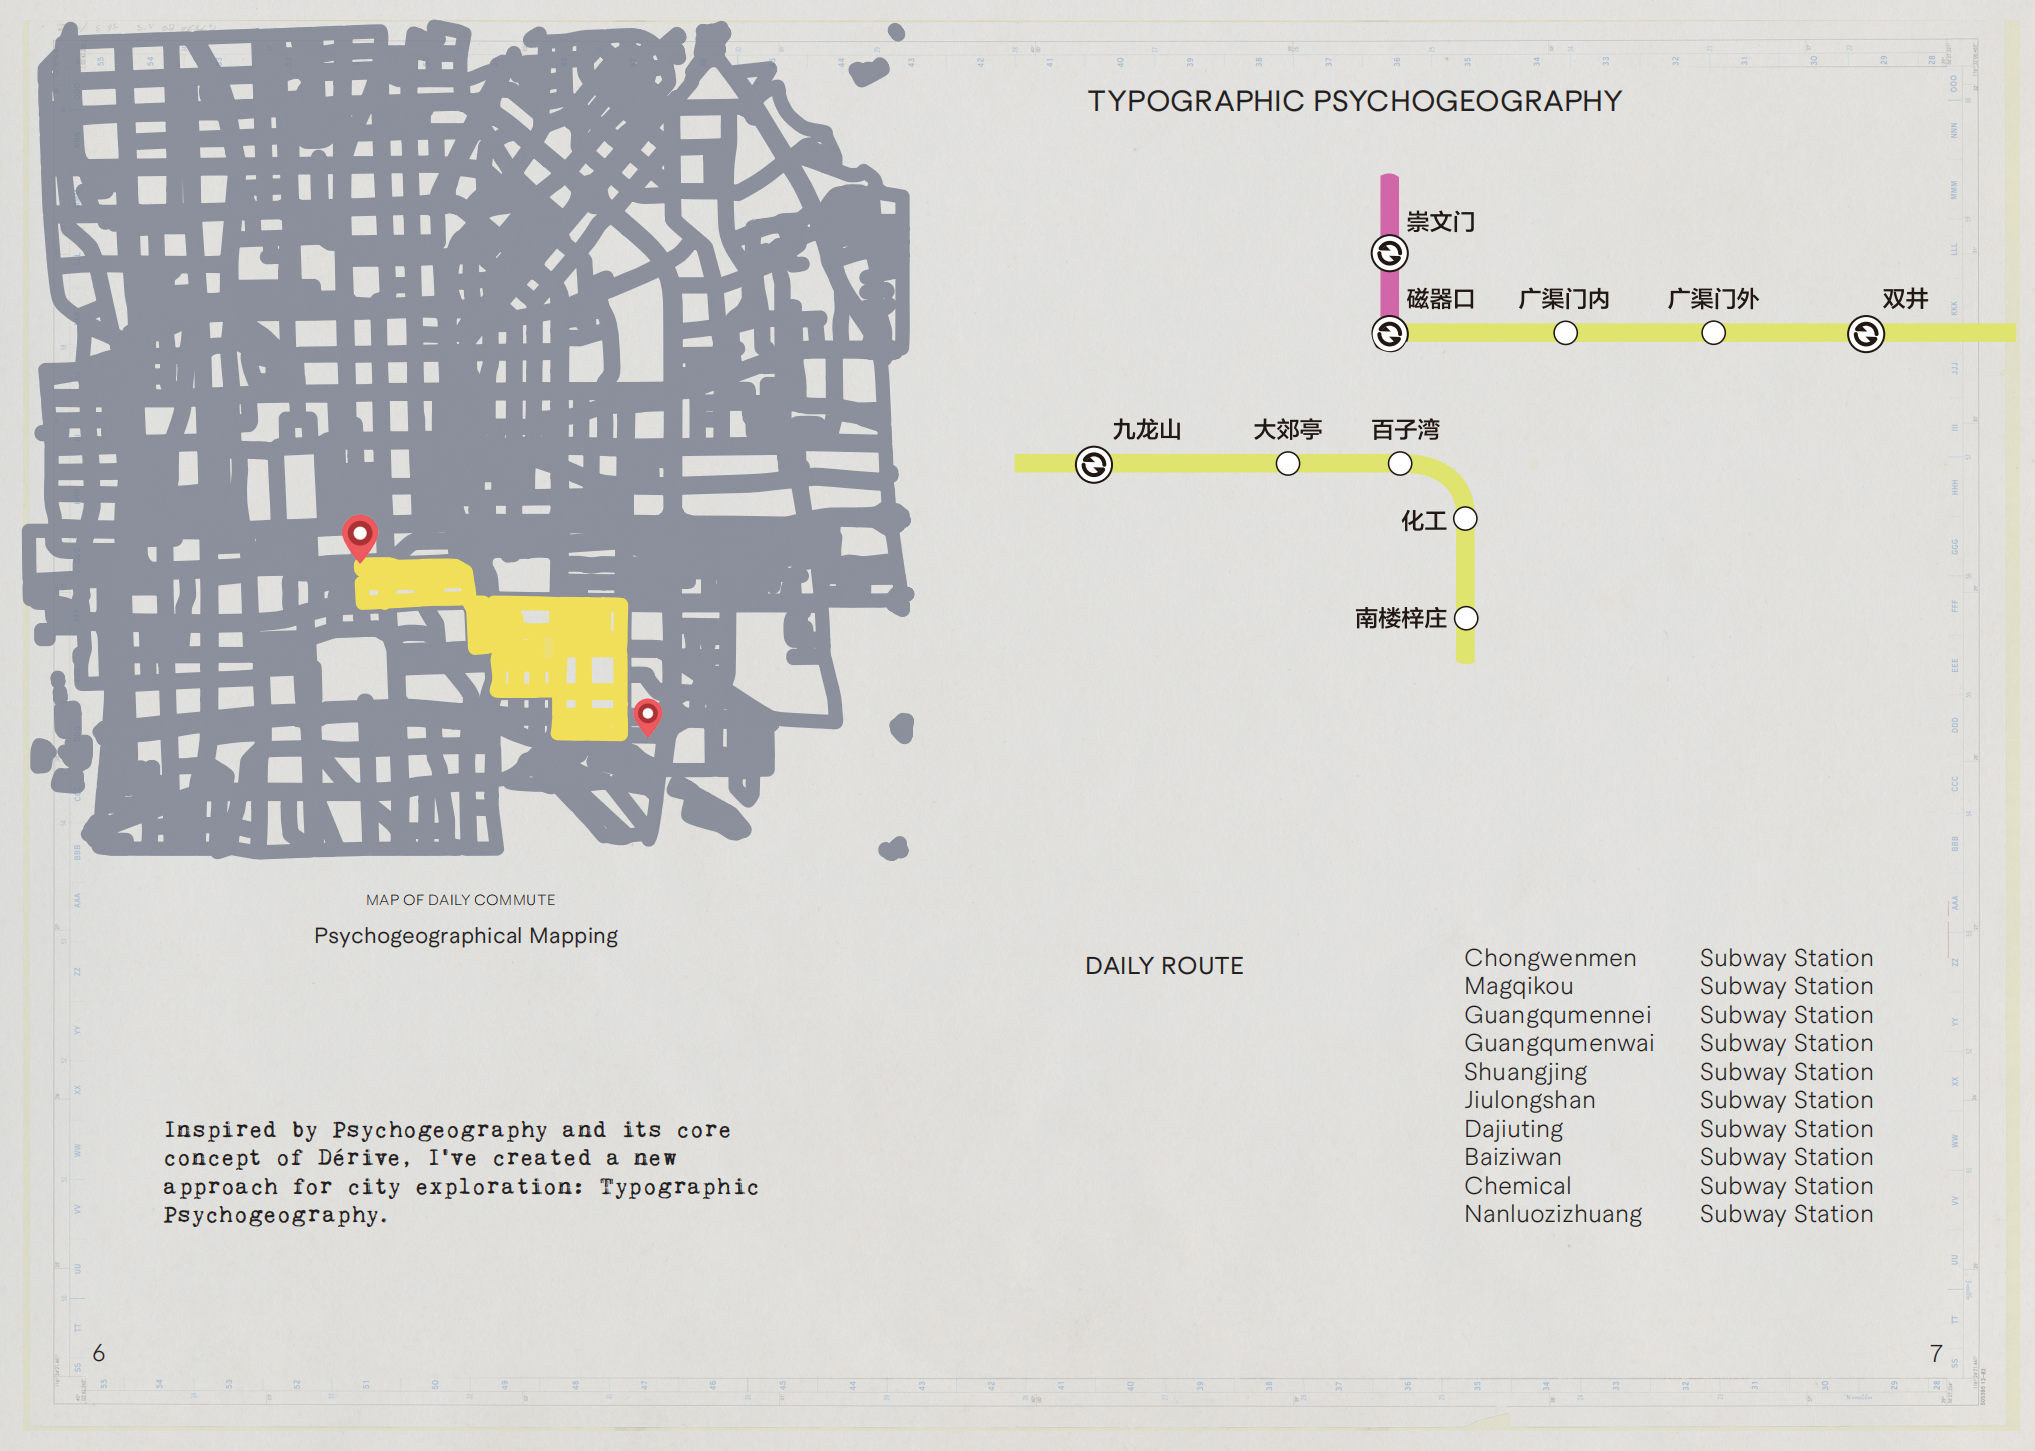 TYPOGRAPHIC PSYCHOGEOGRAPHY
崇文门
磁器口
广渠门内
广渠门外
双井
九龙山
大郊亭
百子湾
化工
南楼梓庄
MAP OF DAILY COMMUTE
Psychogeographical Mapping
Inspired by Psychogeography and its core
concept of Dérive, I've created a new
approach for city exploration: Typographic
Psychogeography.
DAILY ROUTE
Chongwenmen Subway Station
Magqikou Subway Station
Guangqumennei Subway Station
Guangqumenwai Subway Station
Shuangjing Subway Station
Jiulongshan Subway Station
Dajiuting Subway Station
Baiziwan Subway Station
Chemical Subway Station
Nanluozizhuang Subway Station
6
7